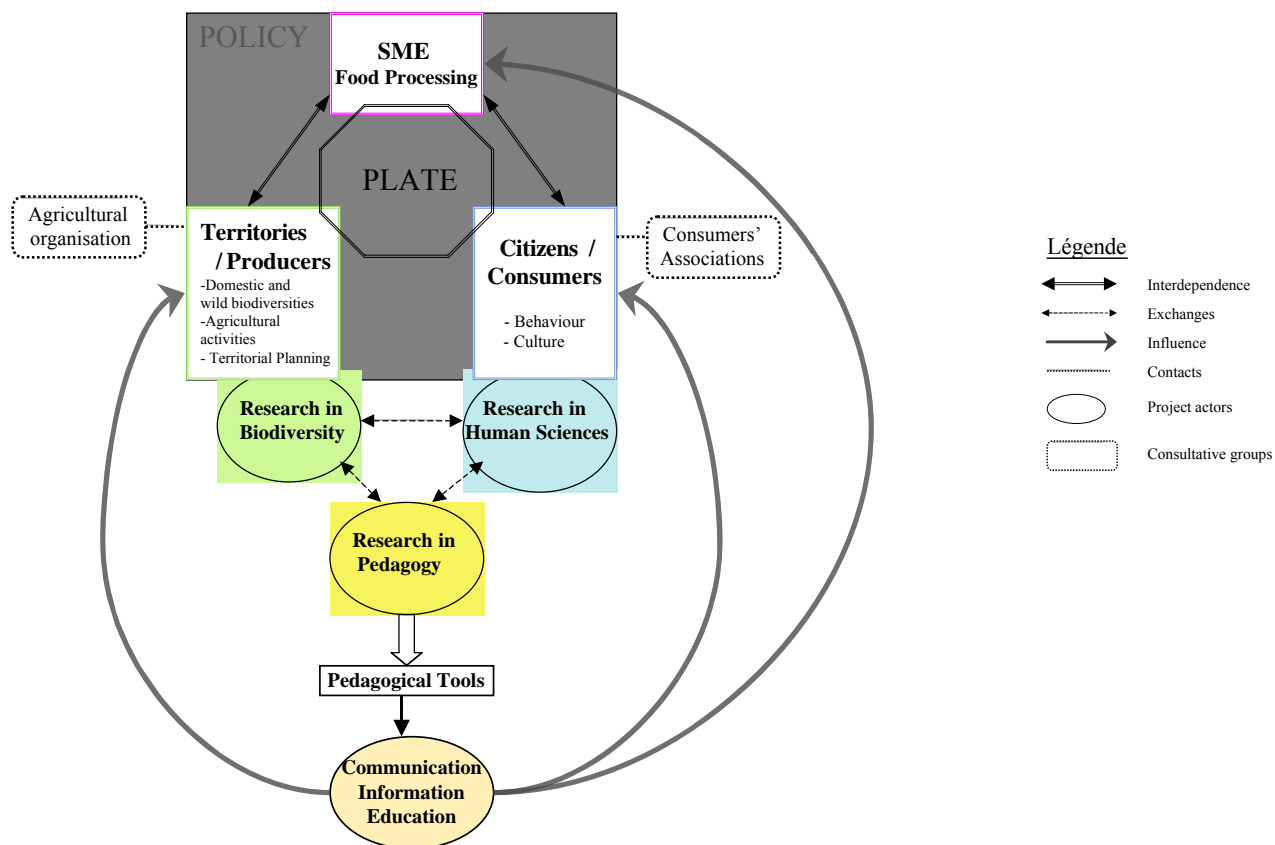 POLICY
SME
Food Processing
PLATE
Agricultural
organisation
Territories
/ Producers
-Domestic and
wild biodiversities
-Agricultural
activities
- Territorial Planning
Citizens /
Consumers
- Behaviour
- Culture
Consumers’
Associations
Research in
Biodiversity
Research in
Human Sciences
Research in
Pedagogy
Pedagogical Tools
Communication
Information
Education
Légende
Interdependence
Exchanges
Influence
Contacts
Project actors
Consultative groups